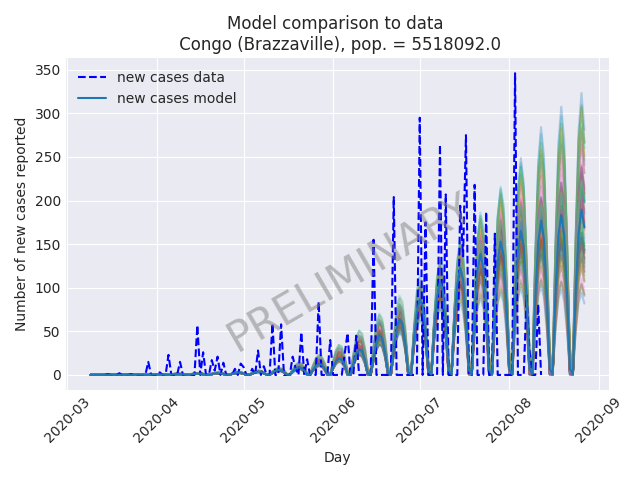 Model comparison to data
Congo (Brazzaville), pop. = 5518092.0
new cases data
new cases model
Number of new cases reported
350
300
250
200
150
100
50
0
PRELIMINARY
2020-03
2020-04
2020-05
2020-06
2020-07
2020-08
2020-09
Day